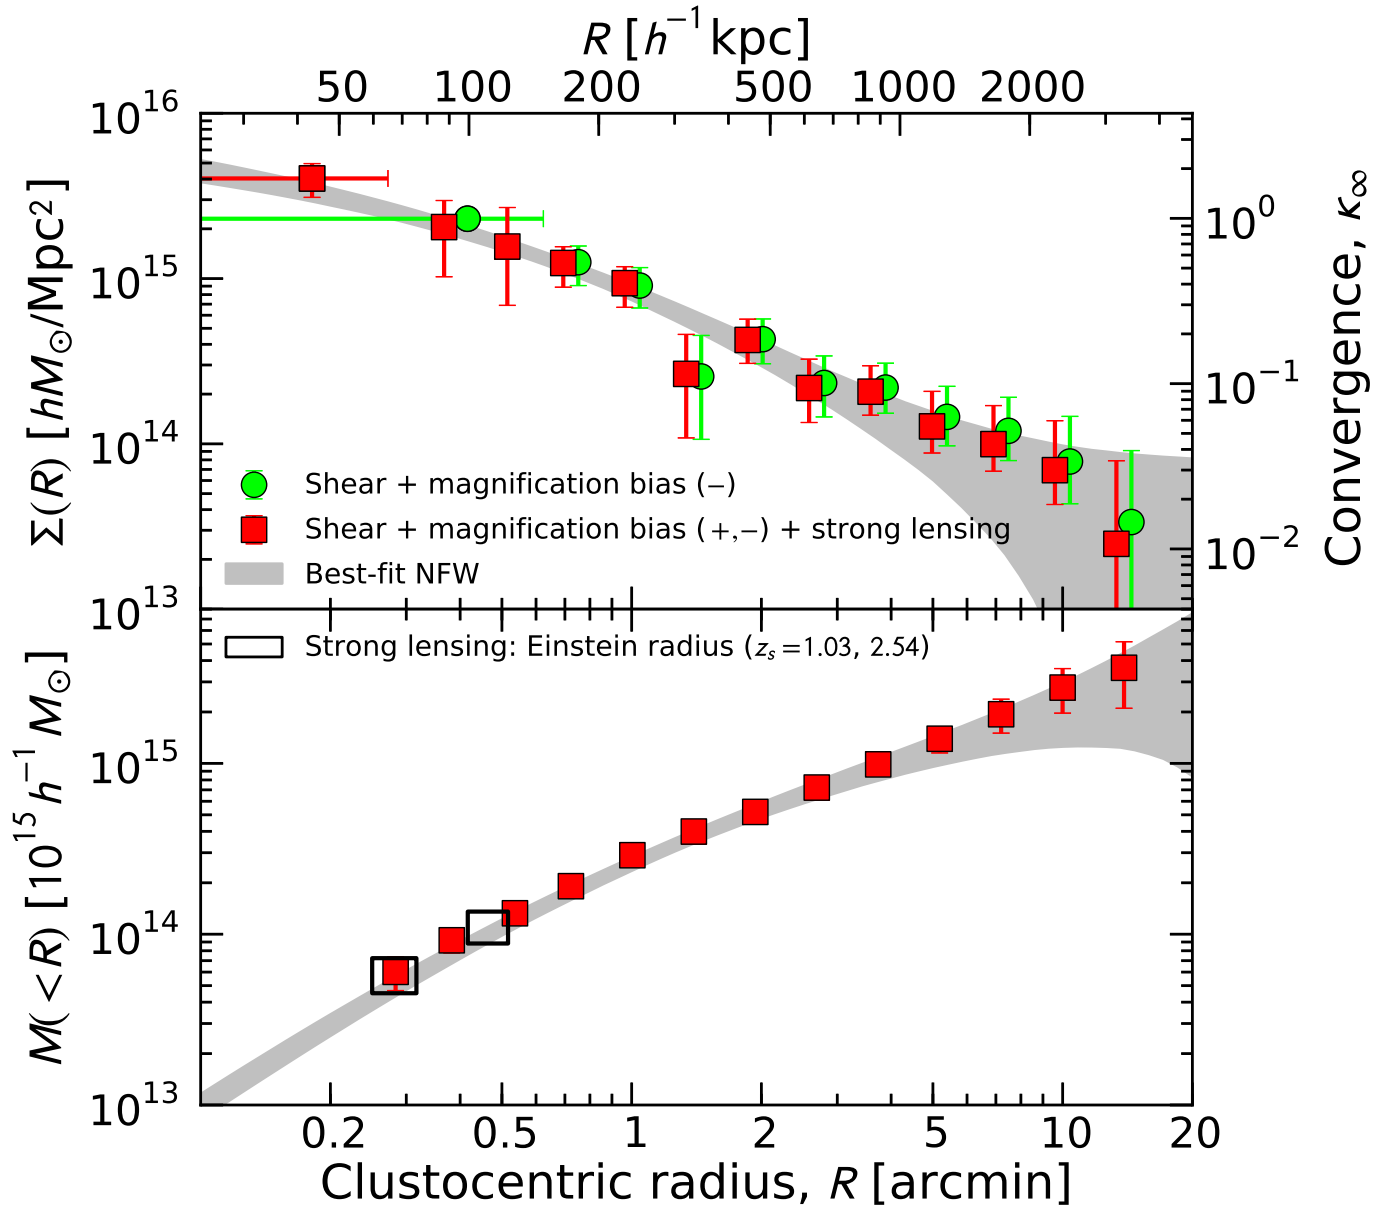 R [h⁻¹ kpc]
50 100 200 500 1000 2000
10¹⁶
10¹⁵
10¹⁴
10¹³
Σ(R) [hM⊙/Mpc²]
10⁰
10⁻¹
10⁻²
Convergence, κ∞
Shear + magnification bias (−)
Shear + magnification bias (+,−) + strong lensing
Best-fit NFW
Strong lensing: Einstein radius (zₛ=1.03, 2.54)
10¹⁵
10¹⁴
10¹³
M(<R) [10¹⁵ h⁻¹ M⊙]
0.2 0.5 1 2 5 10 20
Clustocentric radius, R [arcmin]